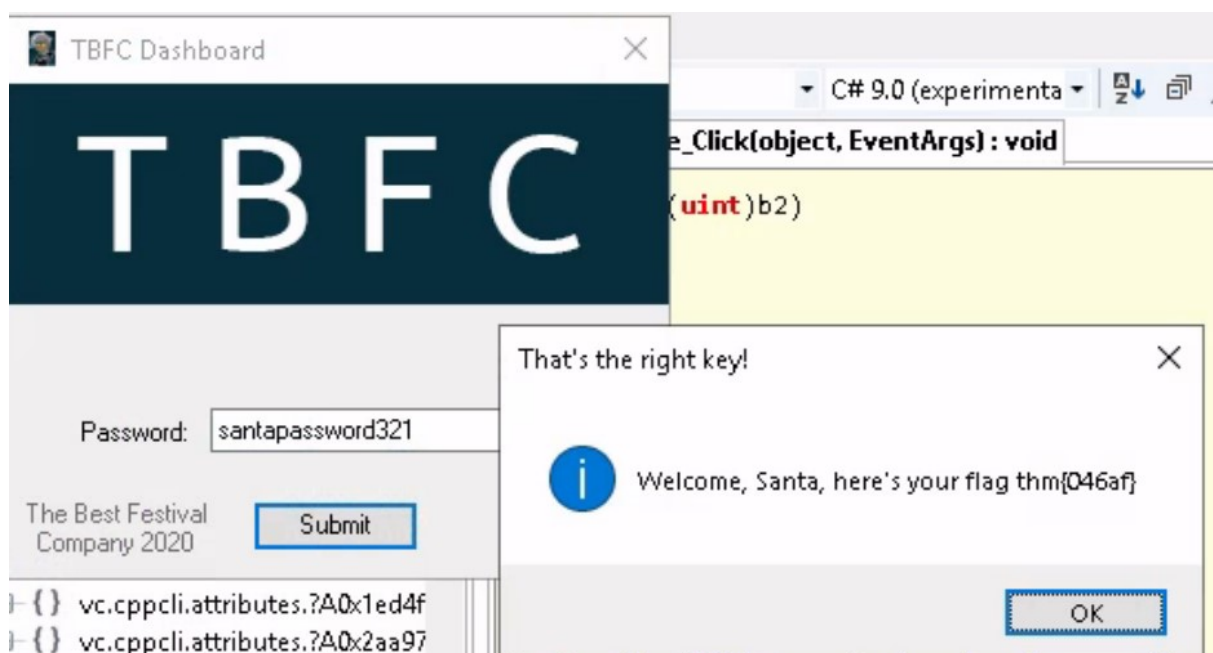 TBFC Dashboard
T B F C
C# 9.0 (experimenta
e_Click(object, EventArgs) : void
(uint)b2)
That's the right key!
Password:
santapassword321
Welcome, Santa, here's your flag thm{046af}
The Best Festival
Company 2020
Submit
OK
{ } vc.cppcli.attributes.?A0x1ed4f
{ } vc.cppcli.attributes.?A0x2aa97